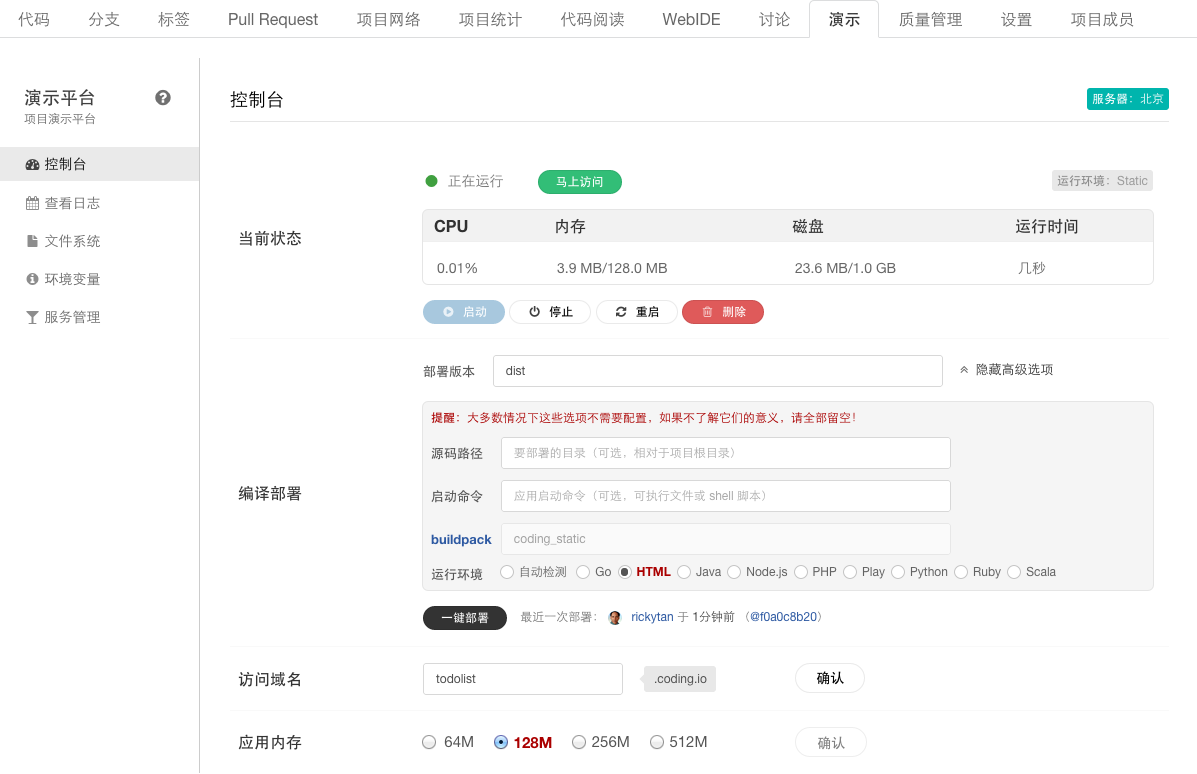 代码 分支 标签 Pull Request 项目网络 项目统计 代码阅读 WebIDE 讨论 演示 质量管理 设置 项目成员
演示平台
项目演示平台
控制台
查看日志
文件系统
环境变量
服务管理
控制台 服务器：北京
正在运行 马上访问 运行环境：Static
当前状态
CPU 内存 磁盘 运行时间
0.01% 3.9 MB/128.0 MB 23.6 MB/1.0 GB 几秒
启动 停止 重启 删除
部署版本 dist 隐藏高级选项
提醒：大多数情况下这些选项不需要配置，如果不了解它们的意义，请全部留空！
源码路径 要部署的目录（可选，相对于项目根目录）
编译部署
启动命令 应用启动命令（可选，可执行文件或 shell 脚本）
buildpack coding_static
运行环境 自动检测 Go HTML Java Node.js PHP Play Python Ruby Scala
一键部署 最近一次部署： rickytan 于 1分钟前 （@f0a0c8b20）
访问域名 todolist .coding.io 确认
应用内存 64M 128M 256M 512M 确认